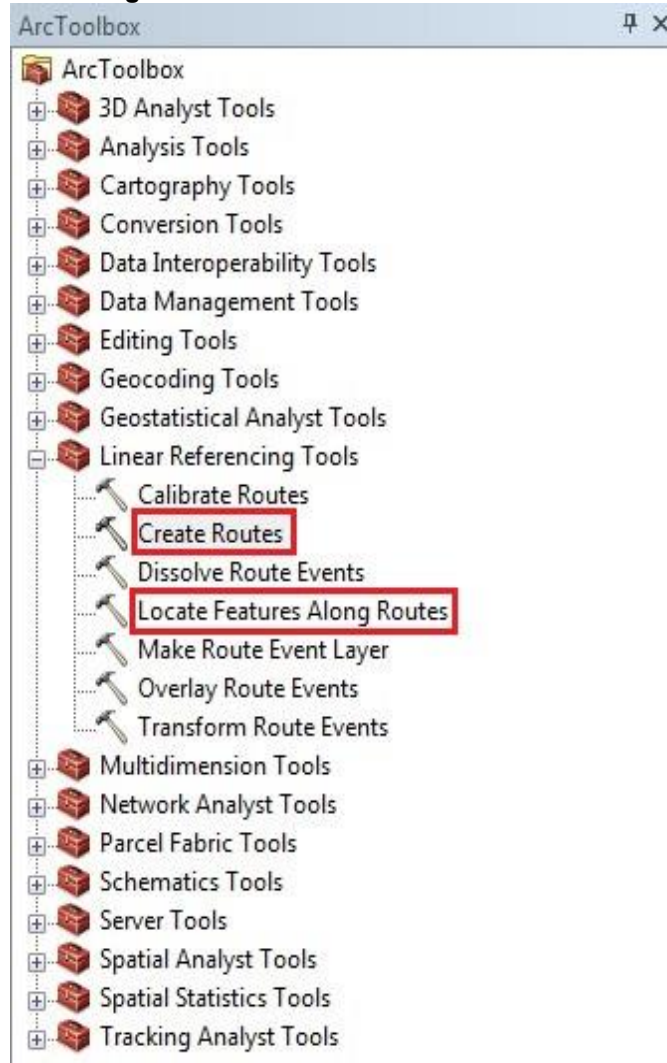 ArcToolbox
ArcToolbox
3D Analyst Tools
Analysis Tools
Cartography Tools
Conversion Tools
Data Interoperability Tools
Data Management Tools
Editing Tools
Geocoding Tools
Geostatistical Analyst Tools
Linear Referencing Tools
Calibrate Routes
Create Routes
Dissolve Route Events
Locate Features Along Routes
Make Route Event Layer
Overlay Route Events
Transform Route Events
Multidimension Tools
Network Analyst Tools
Parcel Fabric Tools
Schematics Tools
Server Tools
Spatial Analyst Tools
Spatial Statistics Tools
Tracking Analyst Tools